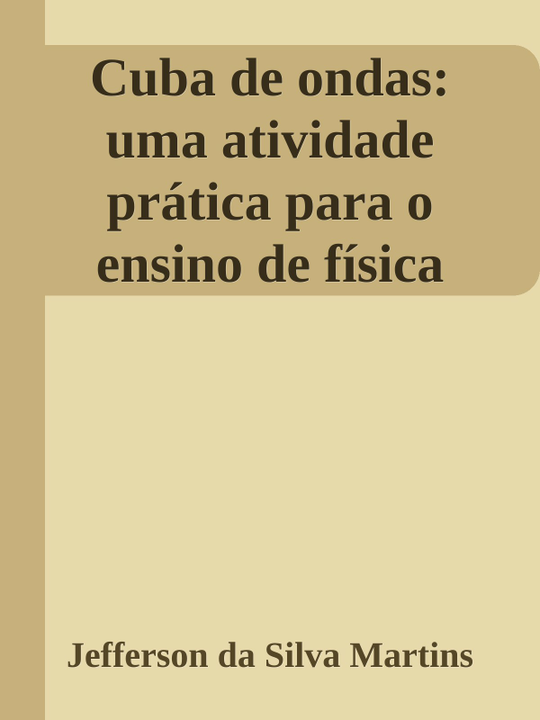 Cuba de ondas:
uma atividade
prática para o
ensino de física
Jefferson da Silva Martins